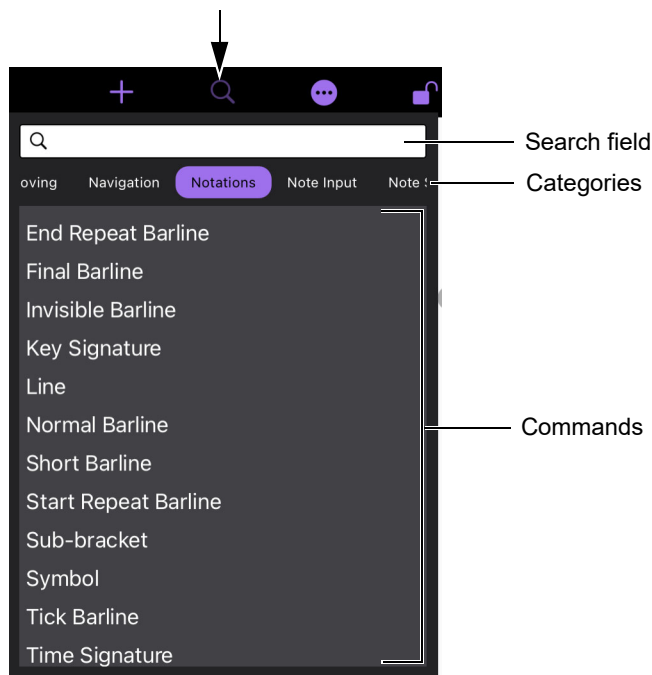 Search field
oving Navigation Notations Note Input Note
Categories
End Repeat Barline
Final Barline
Invisible Barline
Key Signature
Line
Normal Barline
Commands
Short Barline
Start Repeat Barline
Sub-bracket
Symbol
Tick Barline
Time Signature